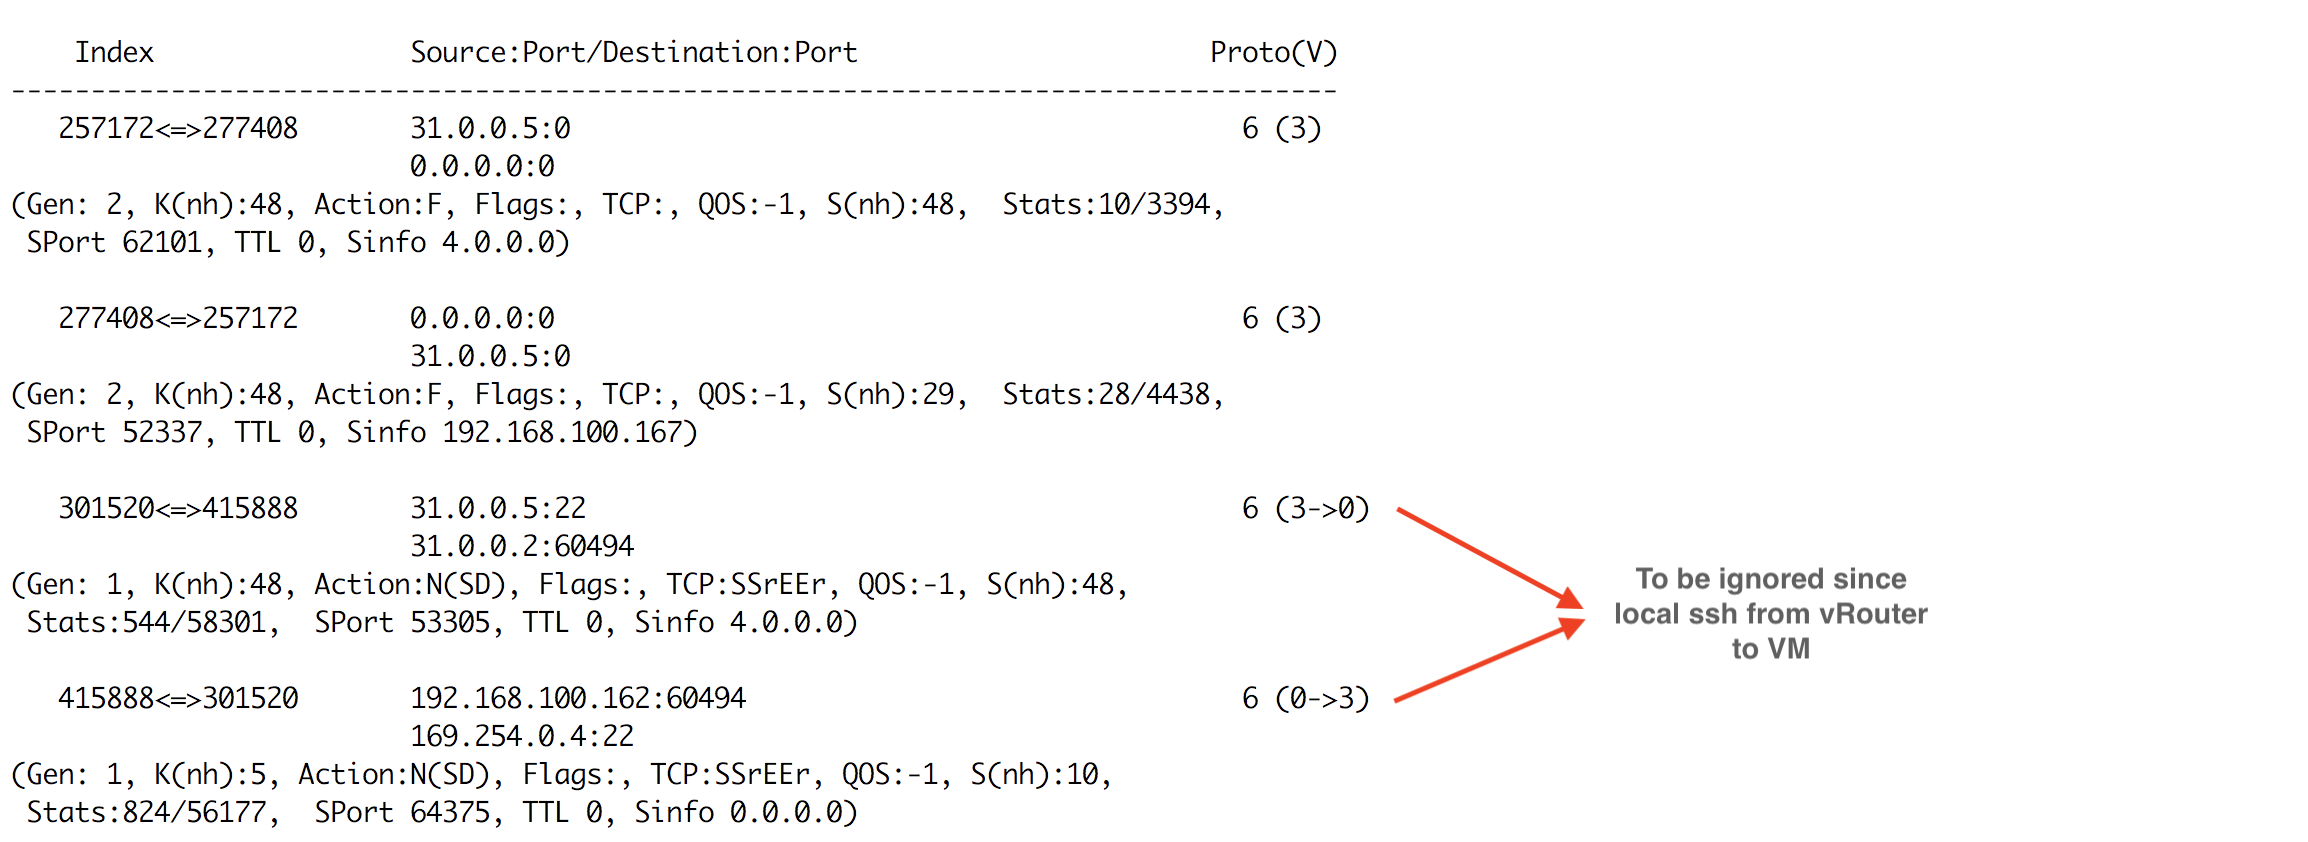 Index Source:Port/Destination:Port Proto(V)
-----------------------------------------------------------------------------------
257172<=>277408 31.0.0.5:0 6 (3)
0.0.0.0:0
(Gen: 2, K(nh):48, Action:F, Flags:, TCP:, QOS:-1, S(nh):48, Stats:10/3394,
SPort 62101, TTL 0, Sinfo 4.0.0.0)
277408<=>257172 0.0.0.0:0 6 (3)
31.0.0.5:0
(Gen: 2, K(nh):48, Action:F, Flags:, TCP:, QOS:-1, S(nh):29, Stats:28/4438,
SPort 52337, TTL 0, Sinfo 192.168.100.167)
301520<=>415888 31.0.0.5:22 6 (3->0)
31.0.0.2:60494
(Gen: 1, K(nh):48, Action:N(SD), Flags:, TCP:SSrEEr, QOS:-1, S(nh):48,
Stats:544/58301, SPort 53305, TTL 0, Sinfo 4.0.0.0)
415888<=>301520 192.168.100.162:60494 6 (0->3)
169.254.0.4:22
(Gen: 1, K(nh):5, Action:N(SD), Flags:, TCP:SSrEEr, QOS:-1, S(nh):10,
Stats:824/56177, SPort 64375, TTL 0, Sinfo 0.0.0.0)
To be ignored since
local ssh from vRouter
to VM